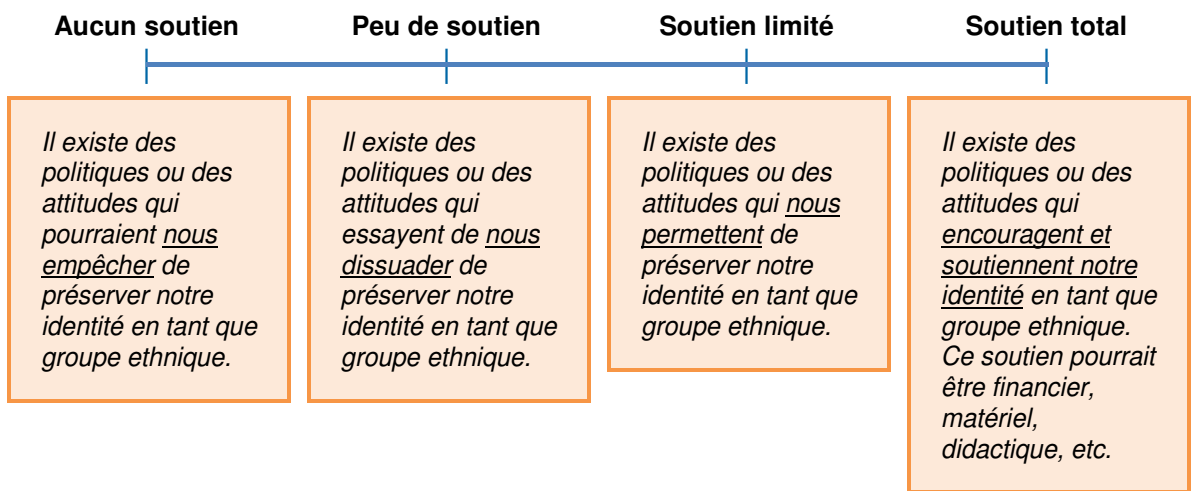 Aucun soutien
Peu de soutien
Soutien limité
Soutien total
Il existe des
politiques ou des
attitudes qui
pourraient nous
empêcher de
préserver notre
identité en tant que
groupe ethnique.
Il existe des
politiques ou des
attitudes qui
essayent de nous
dissuader de
préserver notre
identité en tant que
groupe ethnique.
Il existe des
politiques ou des
attitudes qui nous
permettent de
préserver notre
identité en tant que
groupe ethnique.
Il existe des
politiques ou des
attitudes qui
encouragent et
soutiennent notre
identité en tant que
groupe ethnique.
Ce soutien pourrait
être financier,
matériel,
didactique, etc.